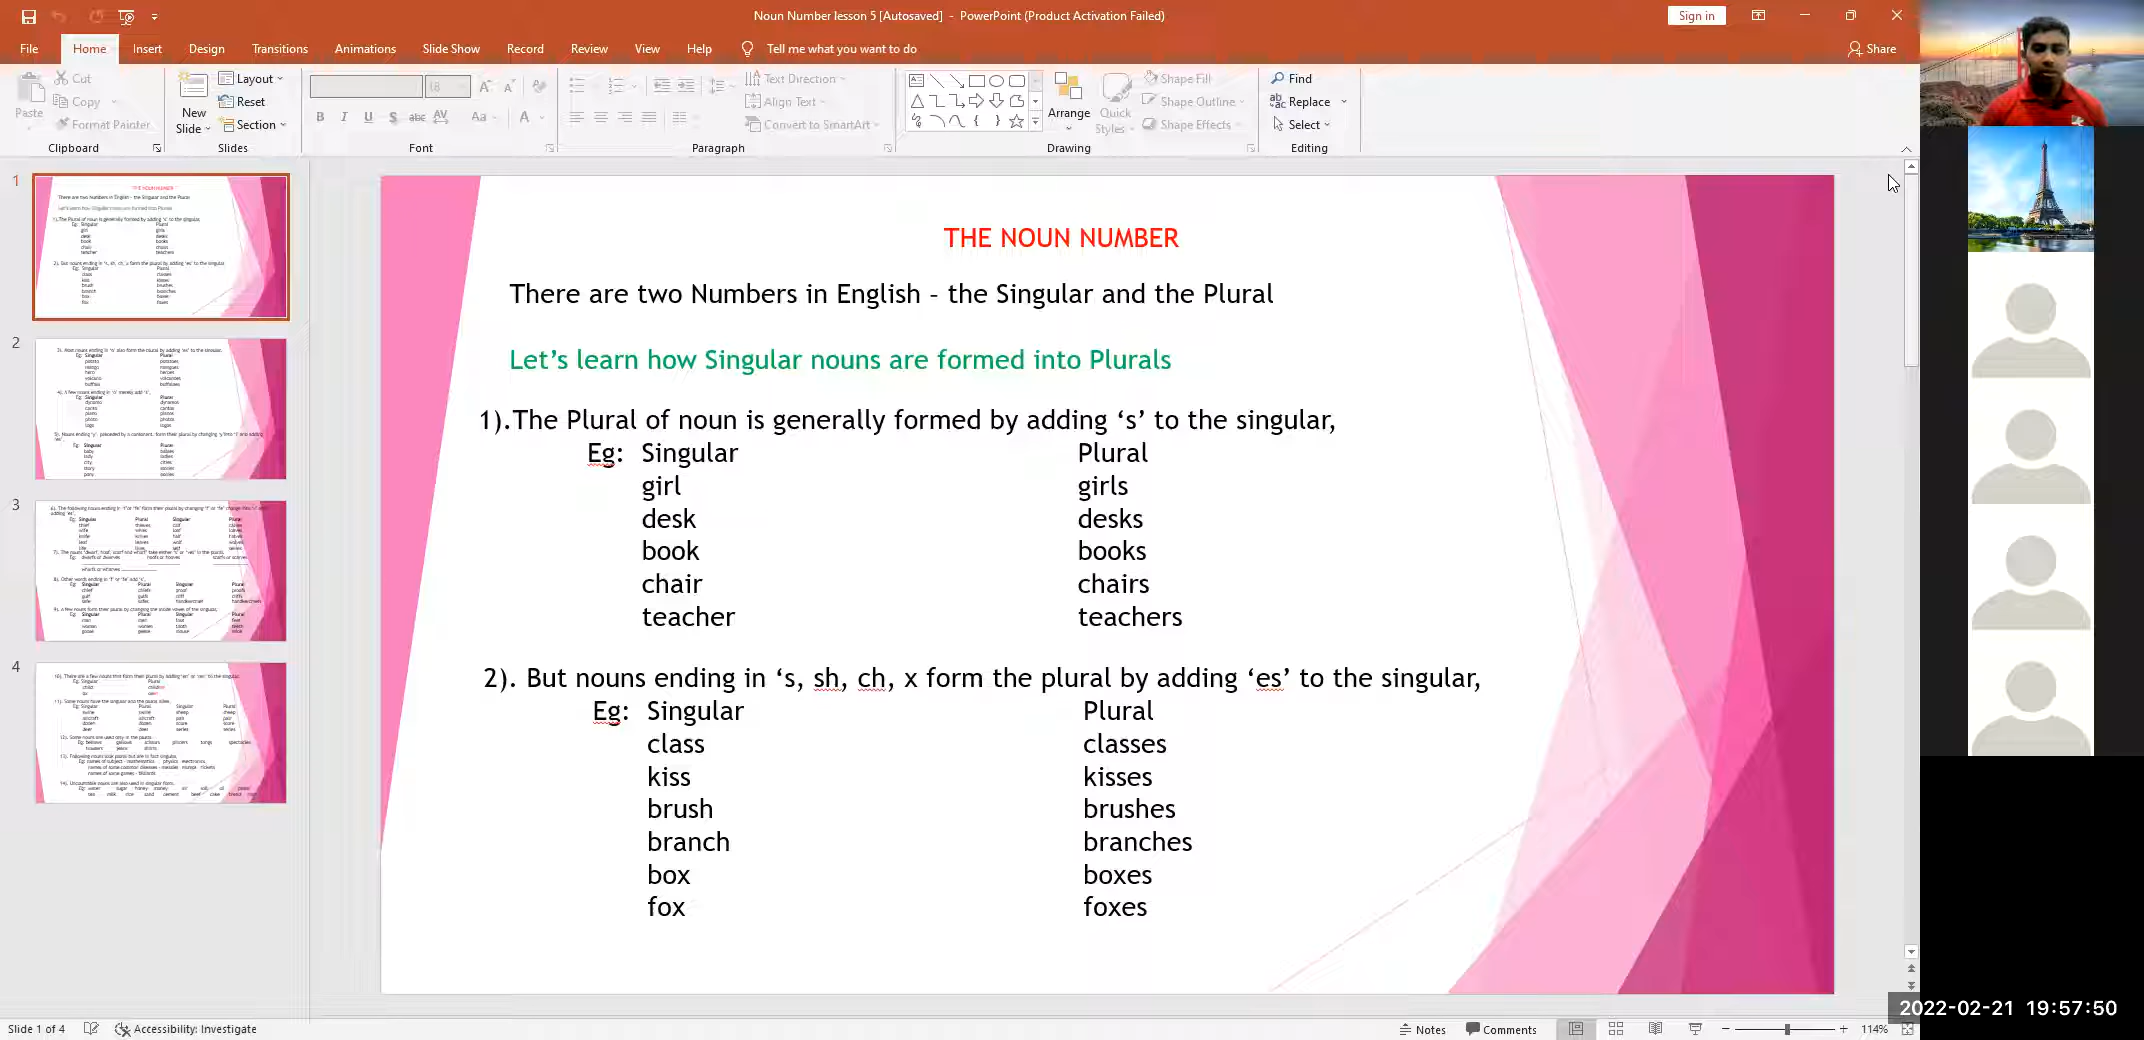 Noun Number lesson 5 [Autosaved] - PowerPoint (Product Activation Failed)
Sign in
File Home Insert Design Transitions Animations Slide Show Record Review View Help Tell me what you want to do
Share
Paste
Cut
Copy
Format Painter
Clipboard
New Slide
Layout
Reset
Section
Slides
18
B I U S abc AV Aa A
Font
Text Direction
Align Text
Convert to SmartArt
Paragraph
Arrange
Quick Styles
Shape Fill
Shape Outline
Shape Effects
Drawing
Find
Replace
Select
Editing
1
2
3
4
THE NOUN NUMBER
There are two Numbers in English – the Singular and the Plural
Let’s learn how Singular nouns are formed into Plurals
1).The Plural of noun is generally formed by adding ‘s’ to the singular,
Eg: Singular Plural
girl girls
desk desks
book books
chair chairs
teacher teachers
2). But nouns ending in ‘s, sh, ch, x form the plural by adding ‘es’ to the singular,
Eg: Singular Plural
class classes
kiss kisses
brush brushes
branch branches
box boxes
fox foxes
2022-02-21 19:57:50
Slide 1 of 4
Accessibility: Investigate
Notes
Comments
114%